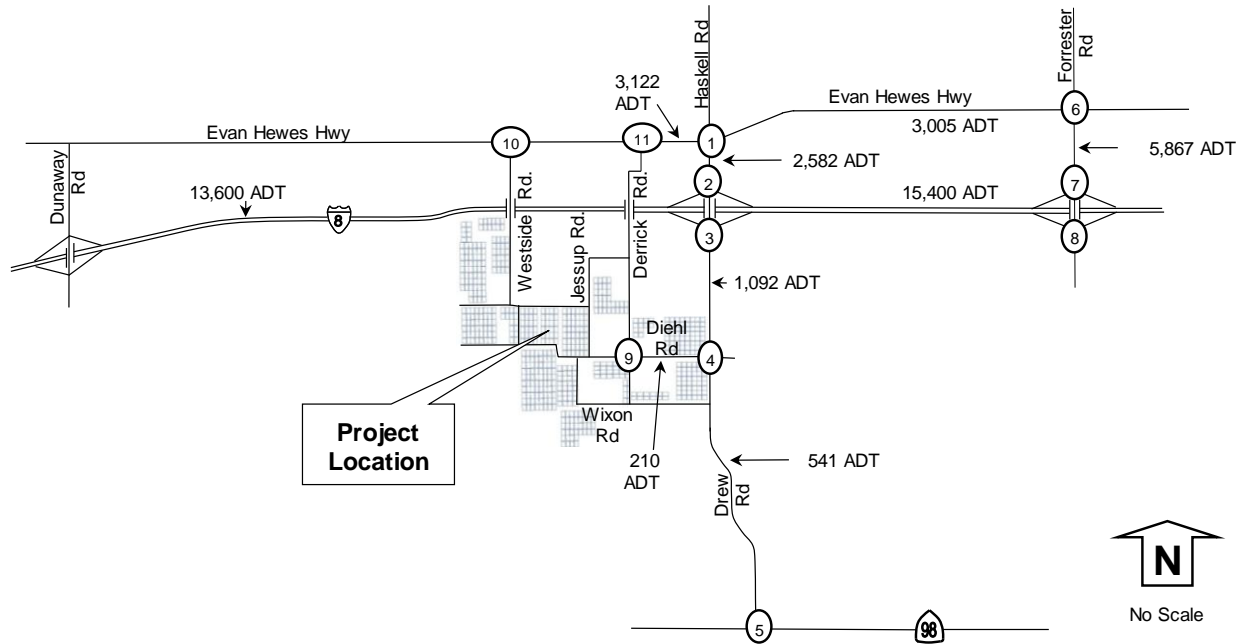 Haskell Rd
Forrester
Rd
3,122
ADT
Evan Hewes Hwy
6
Evan Hewes Hwy
10
11
1
3,005 ADT
5,867 ADT
2,582 ADT
Dunaway
Rd
13,600 ADT
8
Westside Rd.
Jessup Rd.
Derrick Rd.
2
15,400 ADT
7
3
8
1,092 ADT
Diehl
Rd
9
4
Project
Location
Wixon
Rd
210
ADT
541 ADT
Drew
Rd
N
No Scale
5
98